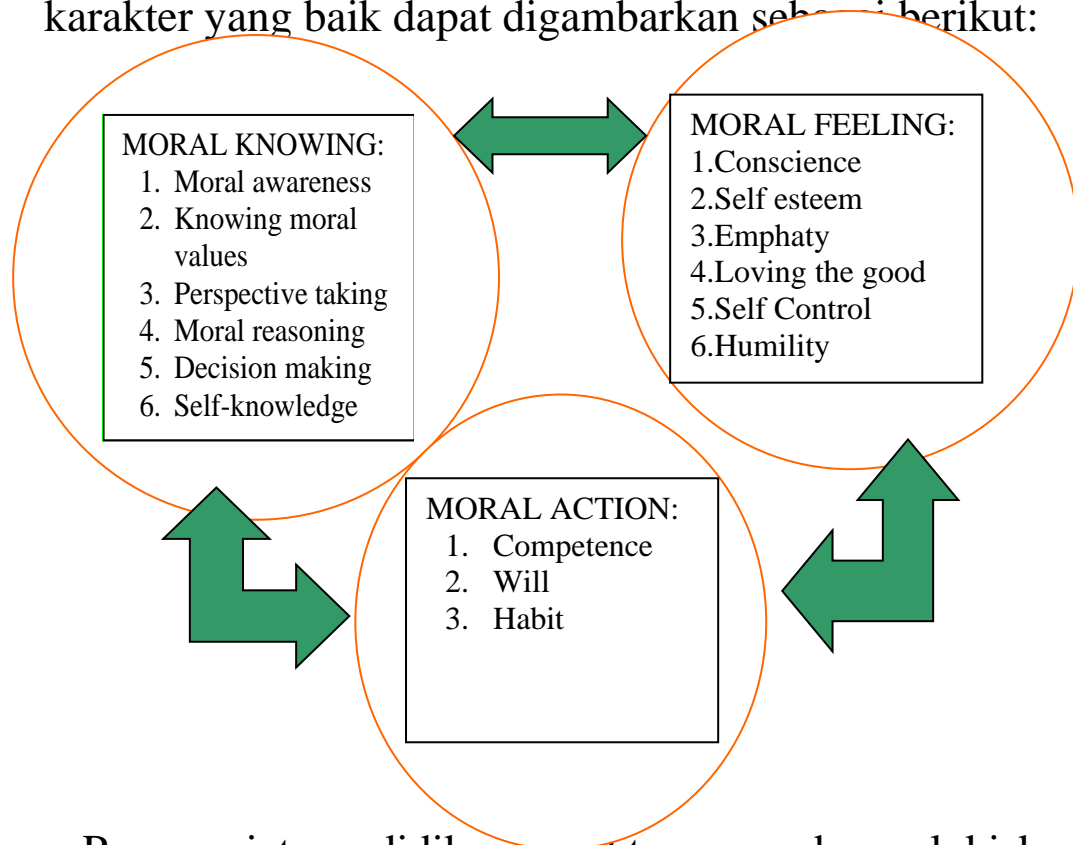 karakter yang baik dapat digambarkan sebagai berikut:
MORAL KNOWING:
1. Moral awareness
2. Knowing moral
values
3. Perspective taking
4. Moral reasoning
5. Decision making
6. Self-knowledge
MORAL FEELING:
1.Conscience
2.Self esteem
3.Emphaty
4.Loving the good
5.Self Control
6.Humility
MORAL ACTION:
1. Competence
2. Will
3. Habit